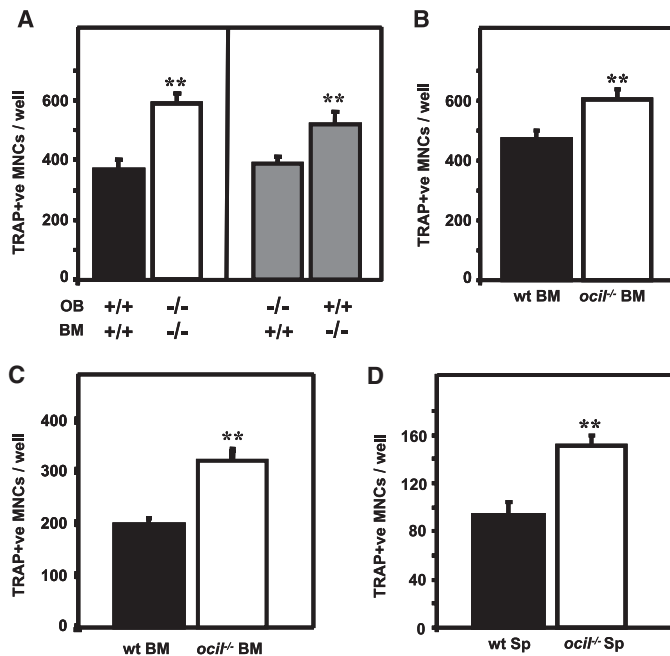 A
TRAP+ve MNCs / well
600
400
200
0
**
**
OB +/+ -/- -/- +/+
BM +/+ -/- +/+ -/-
B
TRAP+ve MNCs / well
600
400
200
0
**
wt BM ocil-/- BM
C
TRAP+ve MNCs / well
400
300
200
100
0
**
wt BM ocil-/- BM
D
TRAP+ve MNCs / well
160
120
80
40
0
**
wt Sp ocil-/- Sp